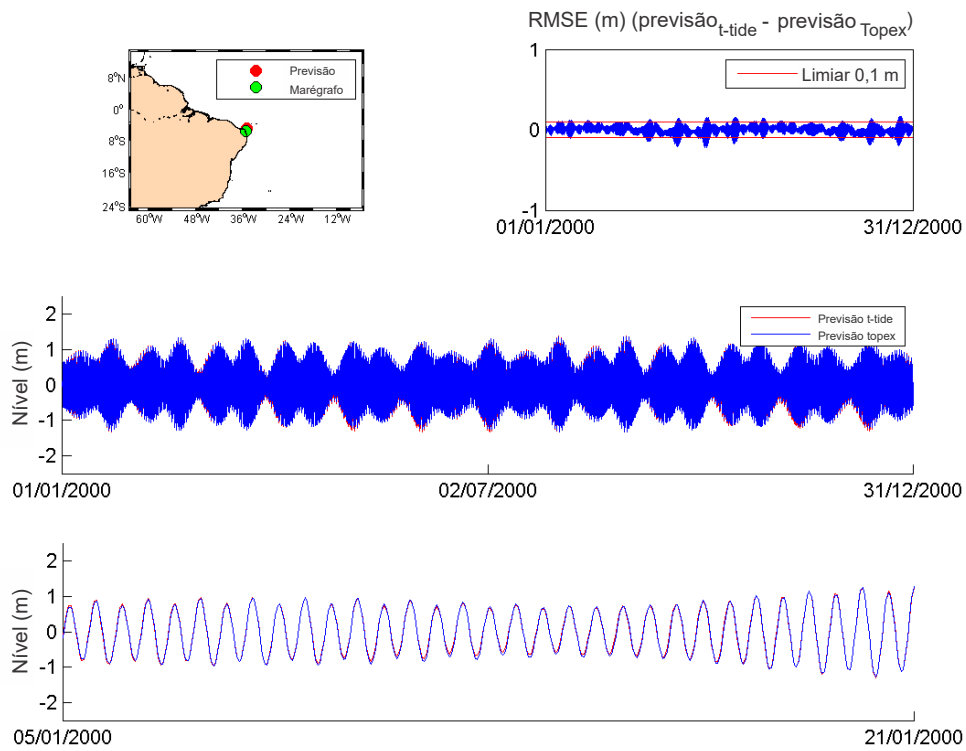 RMSE (m) (previsão t-tide - previsão Topex)
Previsão
Marégrafo
8°N
0°
8°S
16°S
24°S
60°W 48°W 36°W 24°W 12°W
1
0
-1
Limiar 0,1 m
01/01/2000 31/12/2000
Nível (m)
2
1
0
-1
-2
Previsão t-tide
Previsão topex
01/01/2000 02/07/2000 31/12/2000
Nível (m)
2
1
0
-1
-2
05/01/2000 21/01/2000